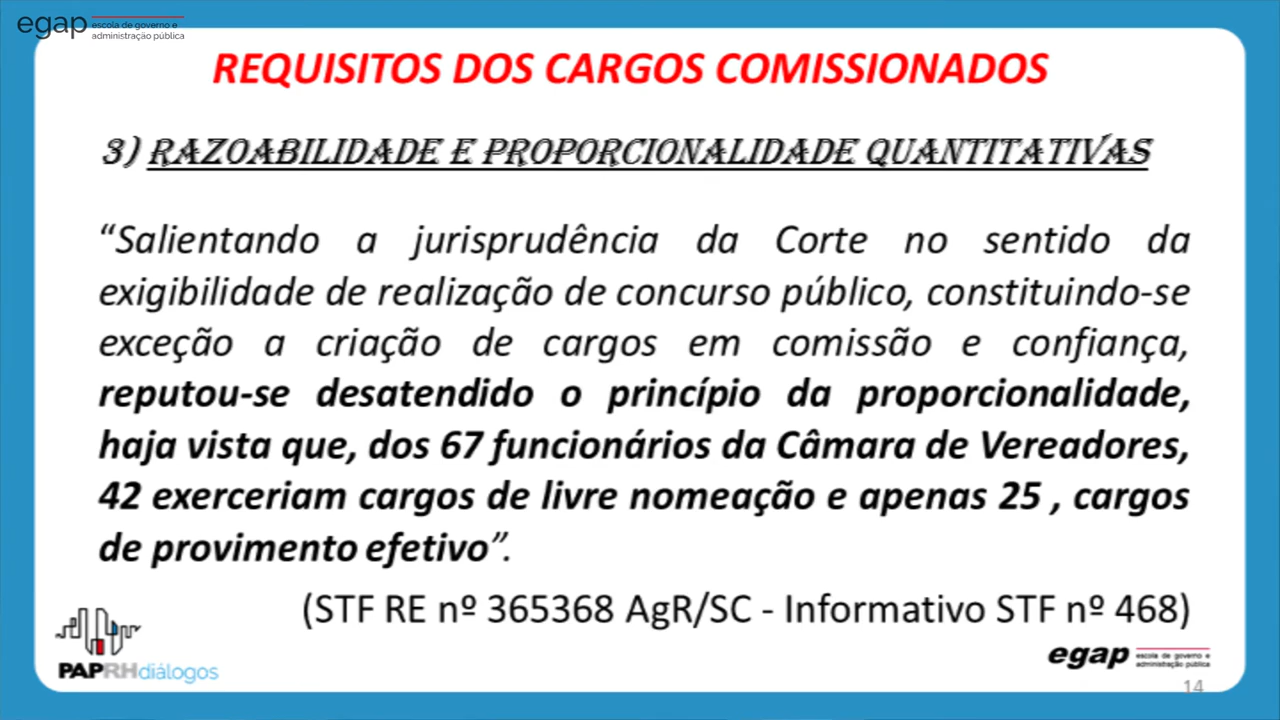 egap escola de governo e
administração pública
REQUISITOS DOS CARGOS COMISSIONADOS
3) RAZOABILIDADE E PROPORCIONALIDADE QUANTITATIVAS
“Salientando a jurisprudência da Corte no sentido da
exigibilidade de realização de concurso público, constituindo-se
exceção a criação de cargos em comissão e confiança,
reputou-se desatendido o princípio da proporcionalidade,
haja vista que, dos 67 funcionários da Câmara de Vereadores,
42 exerceriam cargos de livre nomeação e apenas 25 , cargos
de provimento efetivo”.
(STF RE nº 365368 AgR/SC - Informativo STF nº 468)
PAPRHdiálogos
egap escola de governo e
administração pública
14